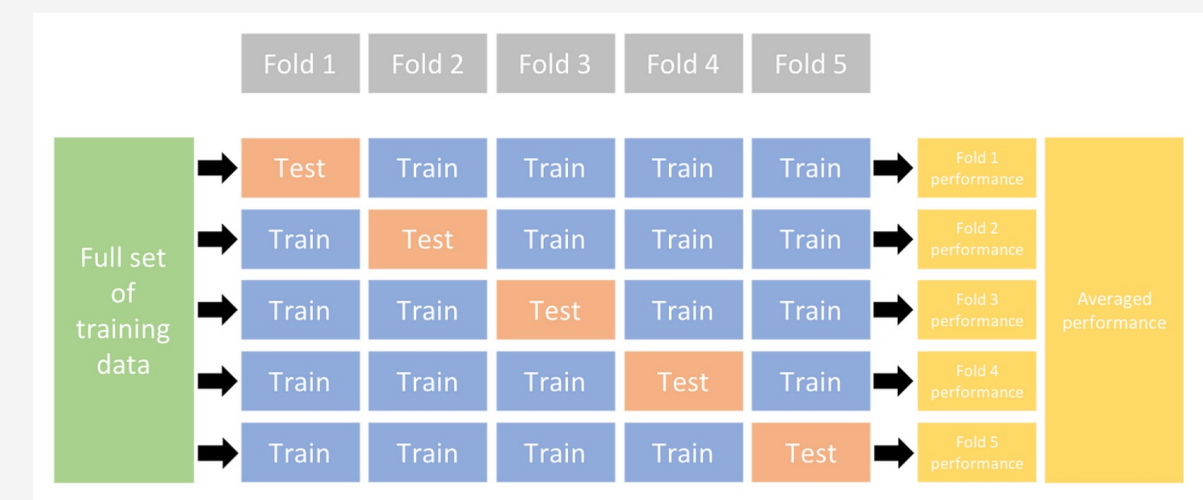 Fold 1 Fold 2 Fold 3 Fold 4 Fold 5
Test Train Train Train Train
Fold 1
performance
Train Test Train Train Train
Fold 2
performance
Full set
of
training
data
Train Train Test Train Train
Fold 3
performance
Averaged
performance
Train Train Train Test Train
Fold 4
performance
Train Train Train Train Test
Fold 5
performance